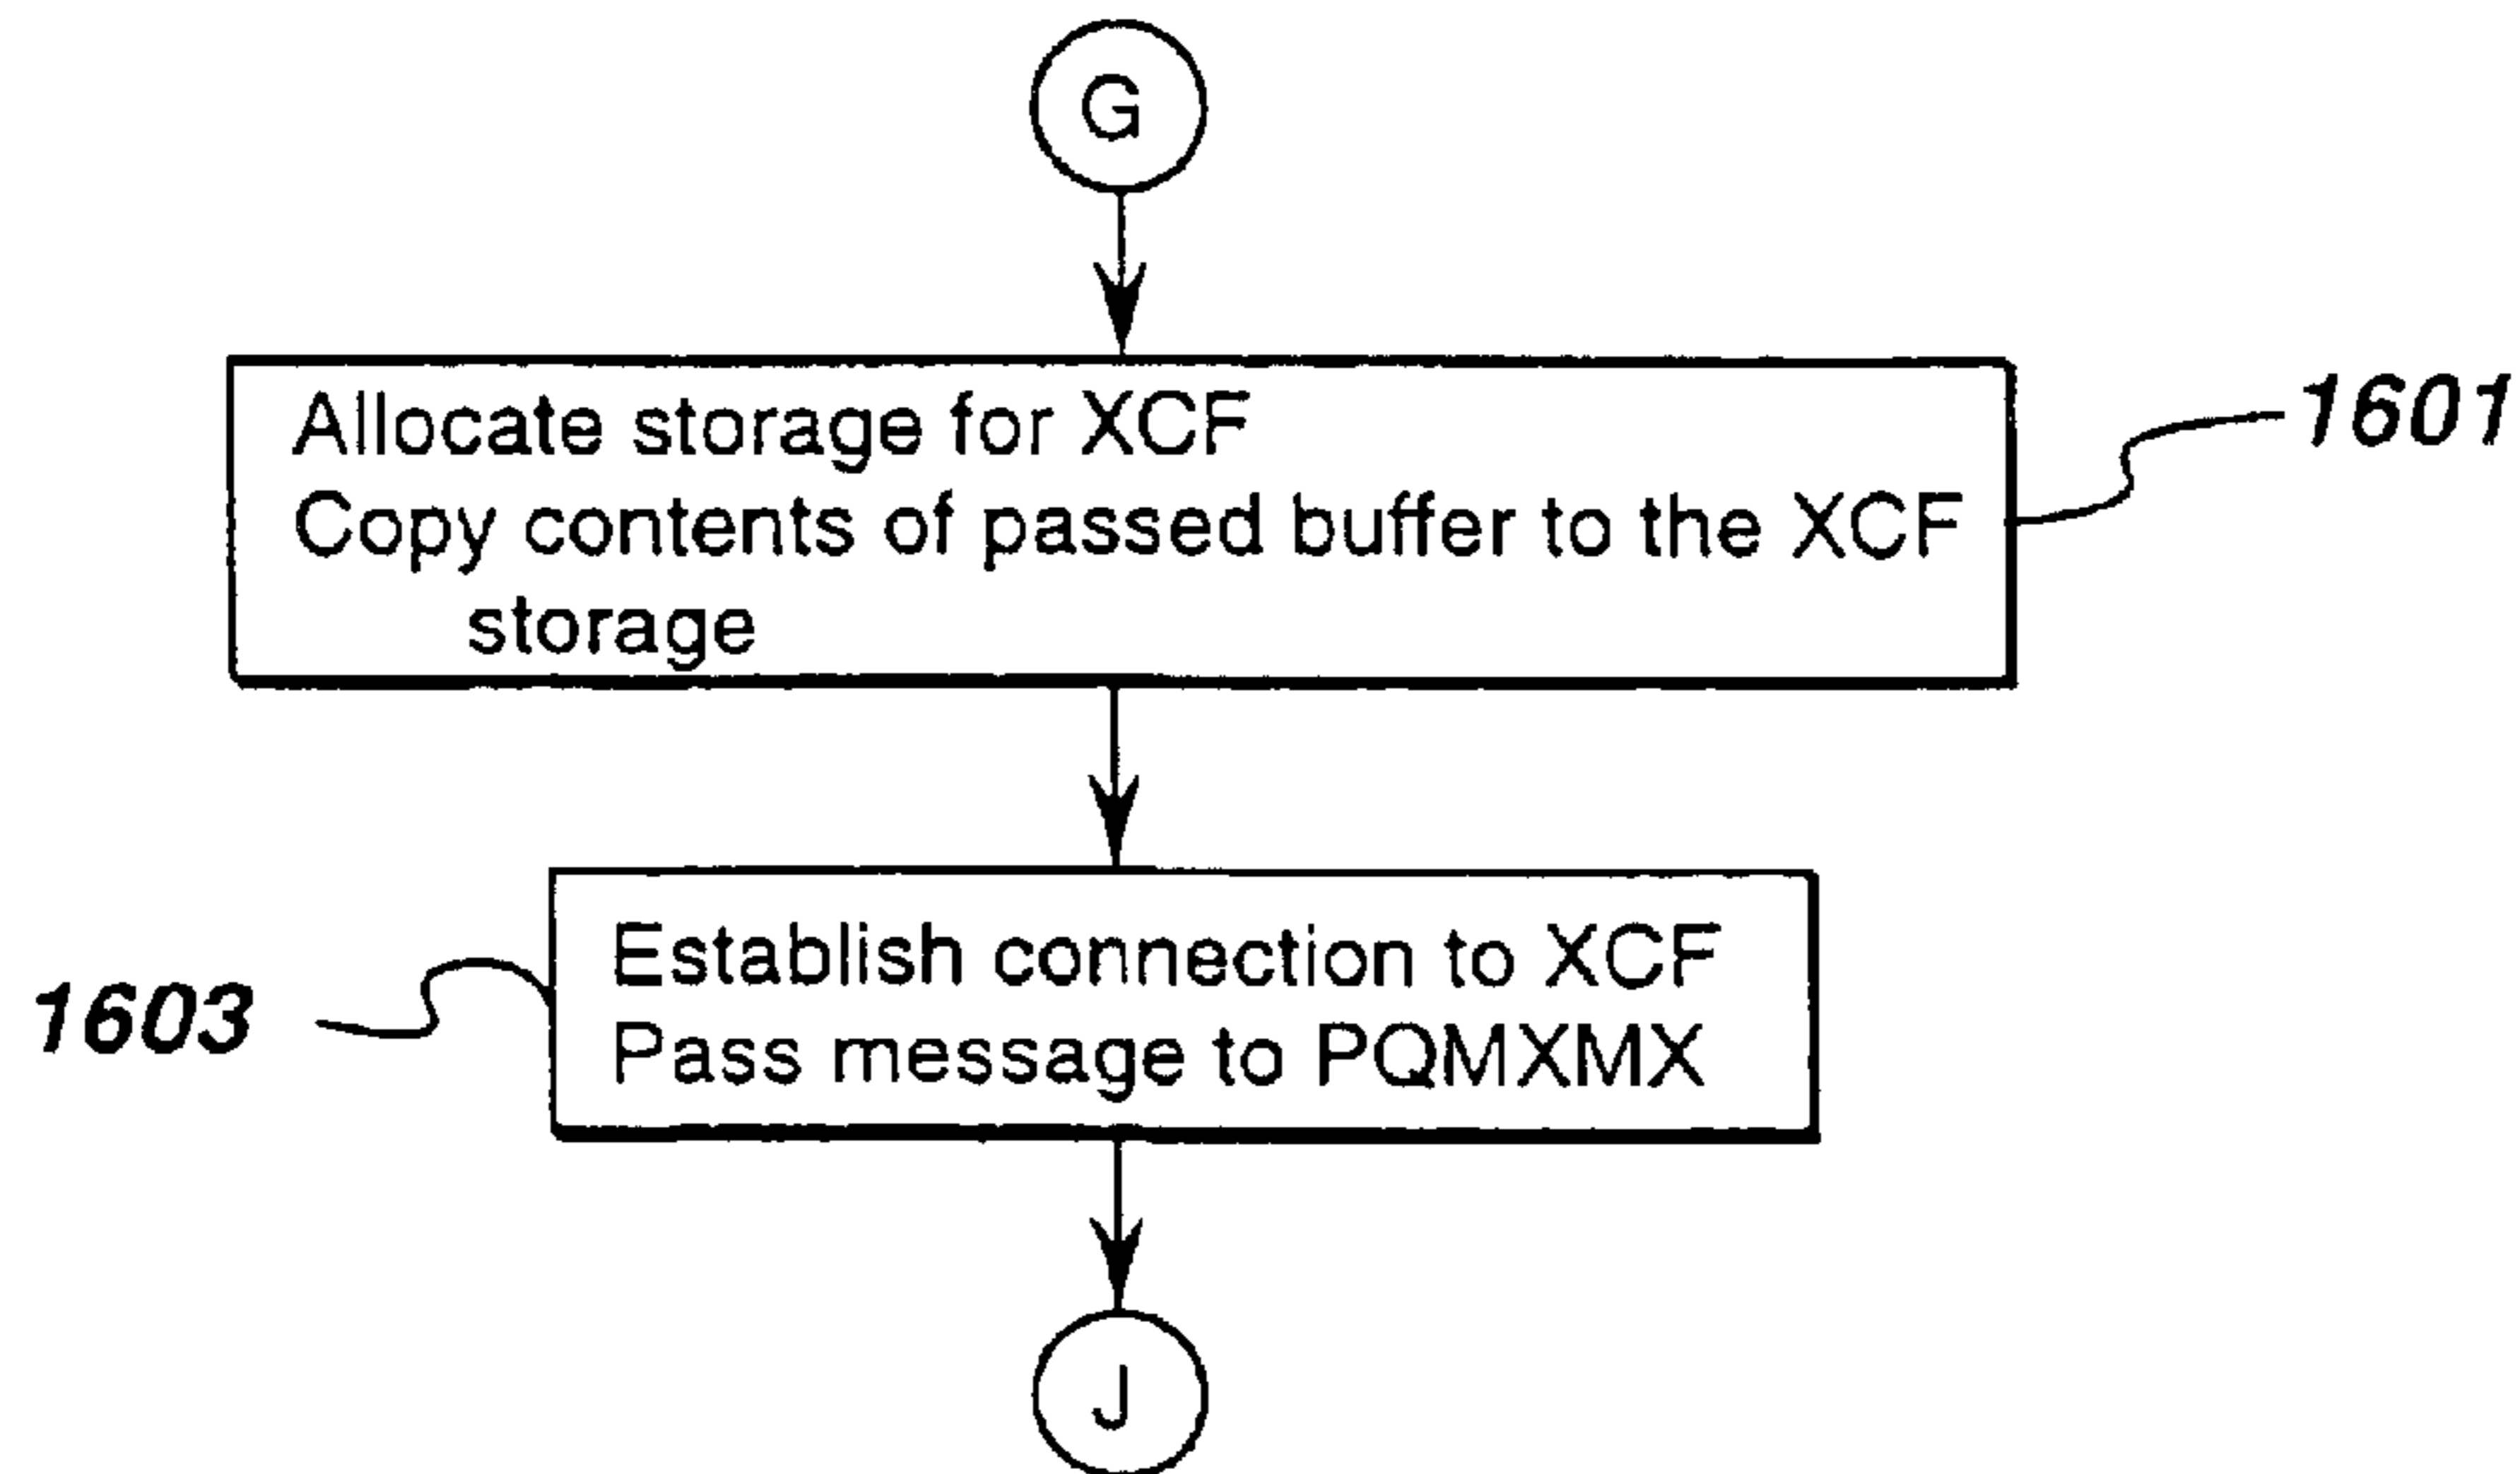 G
Allocate storage for XCF
Copy contents of passed buffer to the XCF
storage
1601
Establish connection to XCF
Pass message to PQMXMX
1603
J